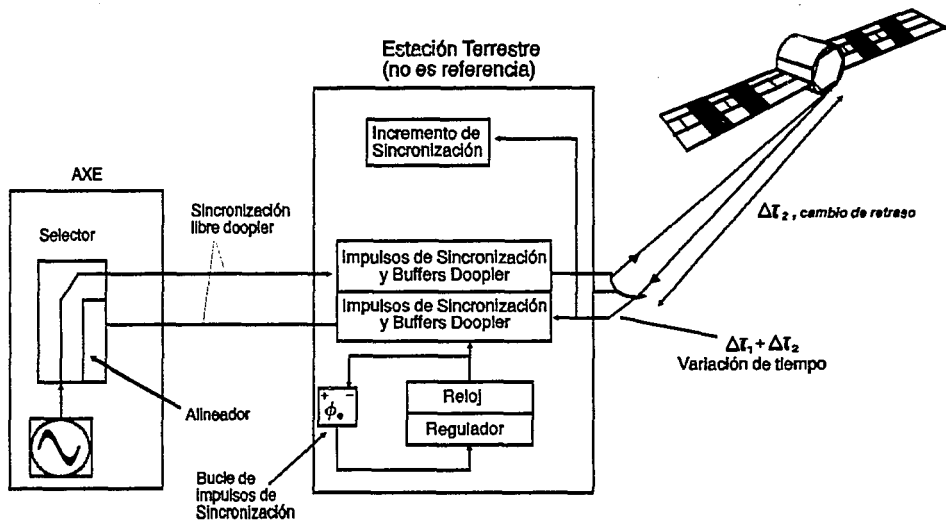 Estación Terrestre
(no es referencia)
Incremento de
Sincronización
AXE
Sincronización
libre doopler
Selector
Δτ₂ , cambio de retraso
Impulsos de Sincronización
y Buffers Doopler
Impulsos de Sincronización
y Buffers Doopler
Δτ₁ + Δτ₂
Variación de tiempo
Alineador
+ −
ϕₑ
Reloj
Regulador
Bucle de
Impulsos de
Sincronización